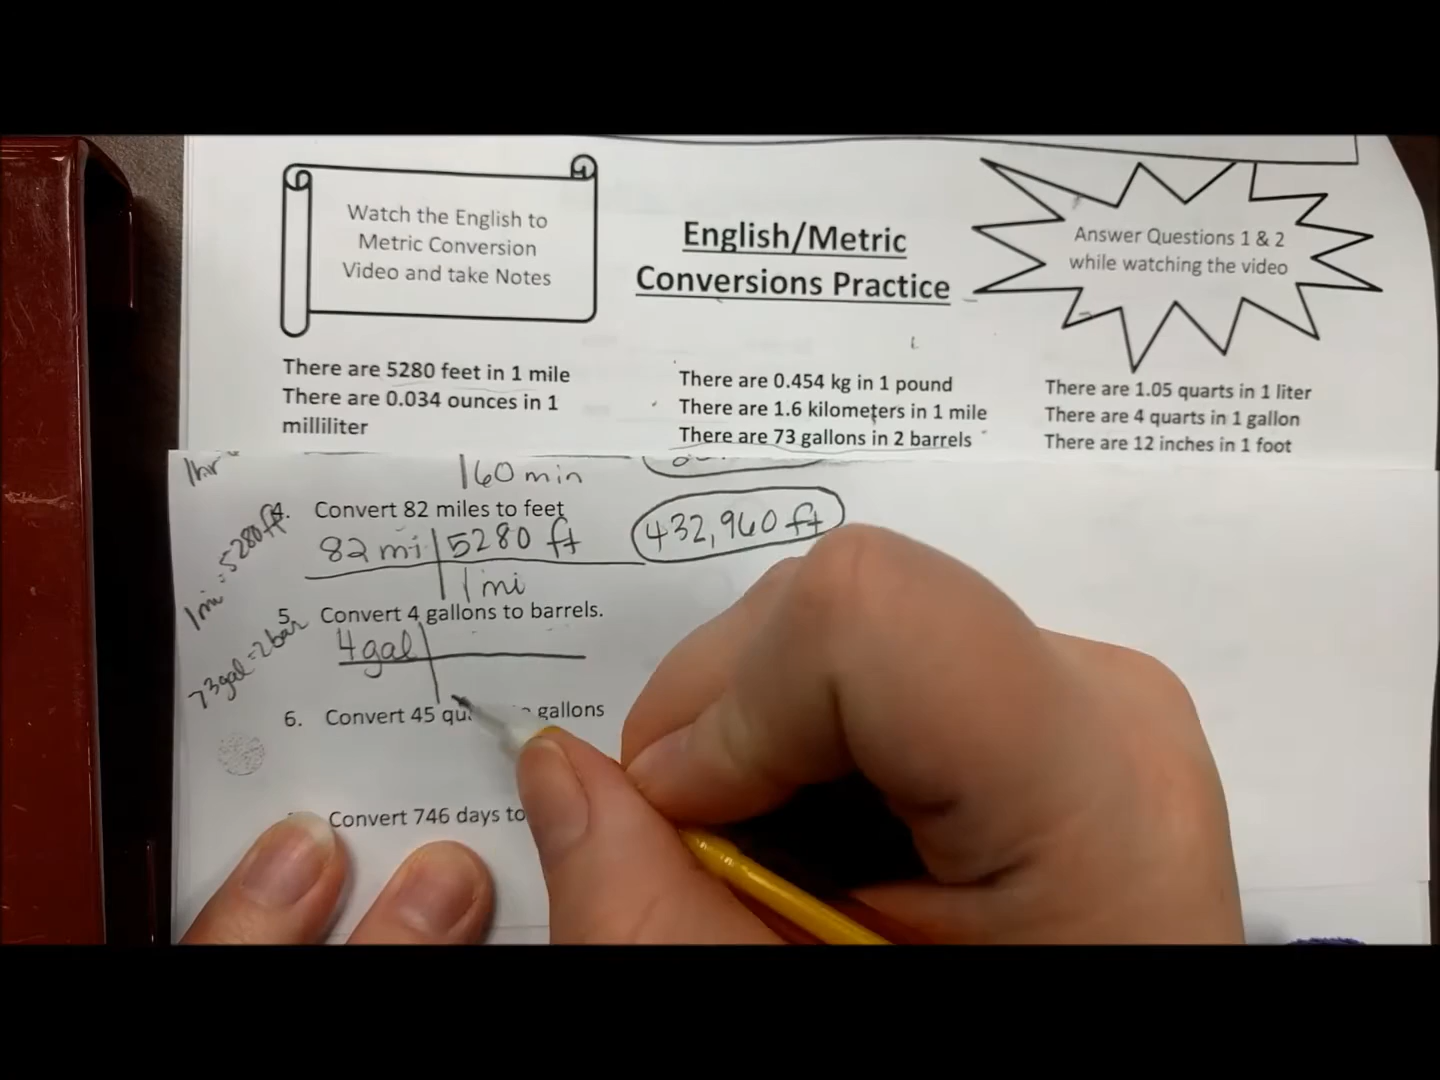 Watch the English to
Metric Conversion
Video and take Notes
English/Metric
Conversions Practice
Answer Questions 1 & 2
while watching the video
There are 5280 feet in 1 mile
There are 0.034 ounces in 1
milliliter
There are 0.454 kg in 1 pound
There are 1.6 kilometers in 1 mile
There are 73 gallons in 2 barrels
There are 1.05 quarts in 1 liter
There are 4 quarts in 1 gallon
There are 12 inches in 1 foot
1hr
60 min
4. Convert 82 miles to feet
82 mi 5280 ft 432,960 ft
1 mi
1mi = 5280ft
5. Convert 4 gallons to barrels.
4gal
73gal = 2bar
6. Convert 45 gallons
Convert 746 days to